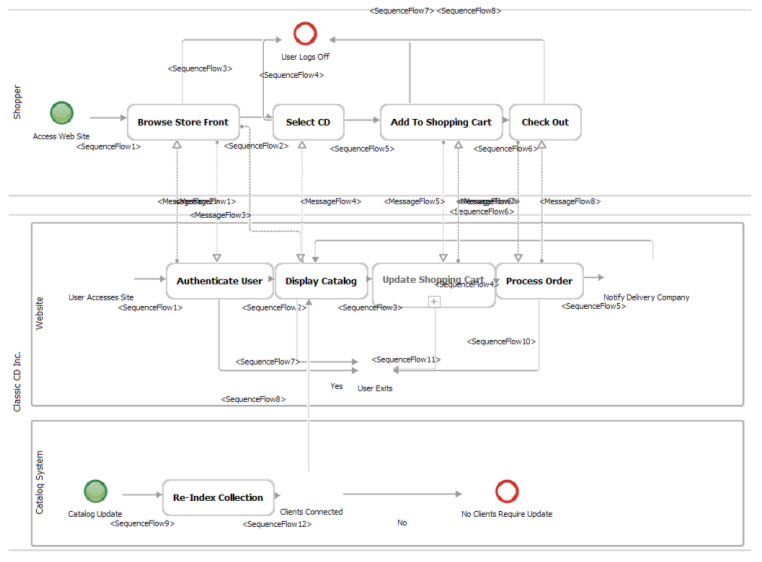 <SequenceFlow7> <SequenceFlow8>
User Logs Off
<SequenceFlow3>
<SequenceFlow4>
Shopper
Browse Store Front
Select CD
Add To Shopping Cart
Check Out
Access Web Site
<SequenceFlow1>
<SequenceFlow2>
<SequenceFlow5>
<SequenceFlow6>
<MessageFlow1>
<MessageFlow4>
<MessageFlow5>
<MessageFlow8>
<MessageFlow3>
<SequenceFlow6>
Classic CD Inc.
Website
Authenticate User
Display Catalog
Update Shopping Cart
Process Order
User Accesses Site
Notify Delivery Company
<SequenceFlow1>
<SequenceFlow2>
<SequenceFlow3>
<SequenceFlow4>
<SequenceFlow5>
<SequenceFlow10>
<SequenceFlow7>
<SequenceFlow11>
Yes
User Exits
<SequenceFlow8>
Catalog System
Re-Index Collection
Catalog Update
Clients Connected
No Clients Require Update
<SequenceFlow9>
<SequenceFlow12>
No